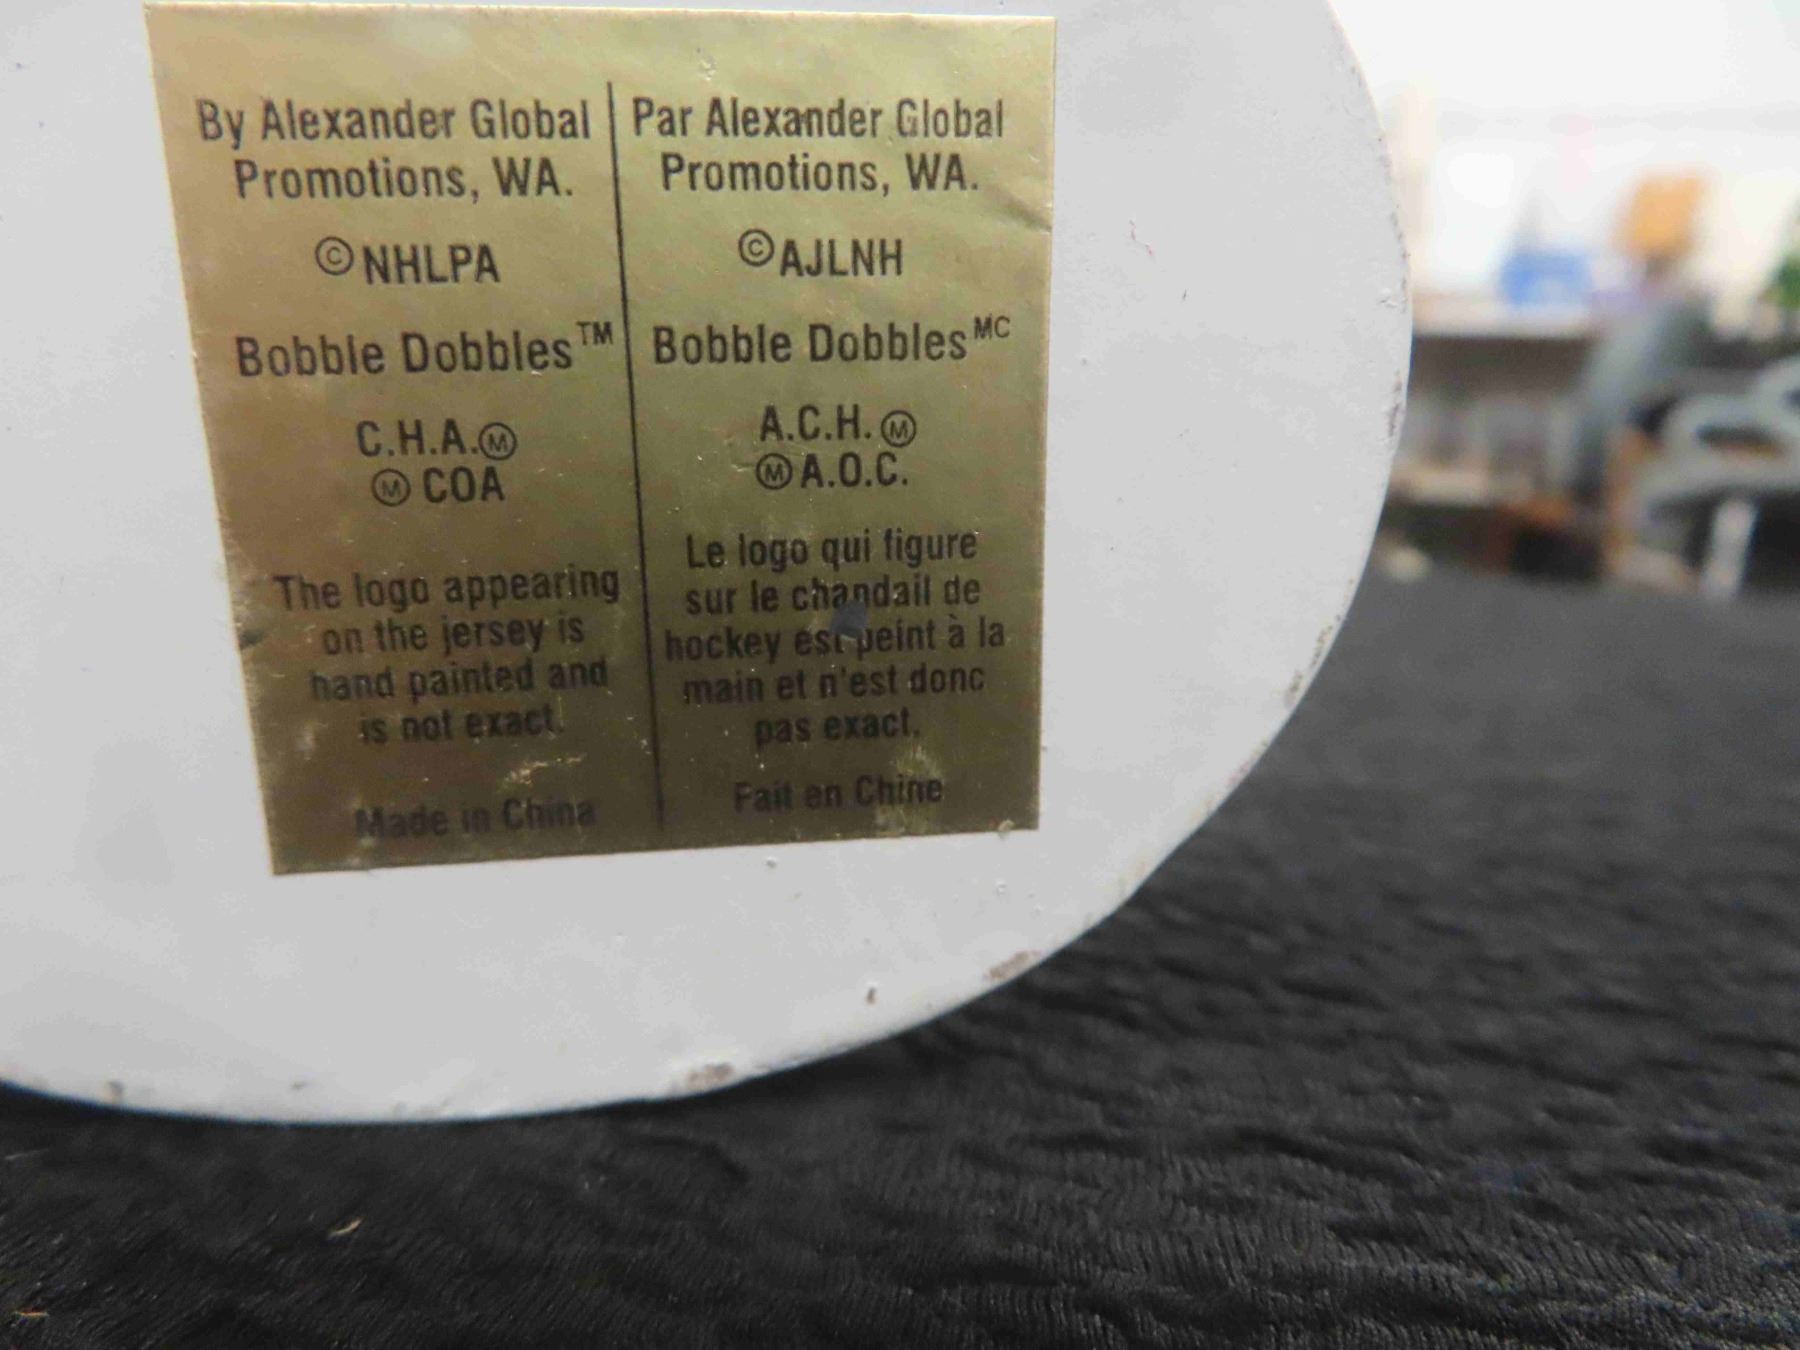 By Alexander Global
Promotions, WA.
©NHLPA
Bobble Dobbles™
C.H.A.Ⓜ
Ⓜ COA
The logo appearing
on the jersey is
hand painted and
is not exact.
Made in China
Par Alexander Global
Promotions, WA.
©AJLNH
Bobble Dobbles MC
A.C.H. Ⓜ
Ⓜ A.O.C.
Le logo qui figure
sur le chandail de
hockey est peint à la
main et n'est donc
pas exact.
Fait en Chine